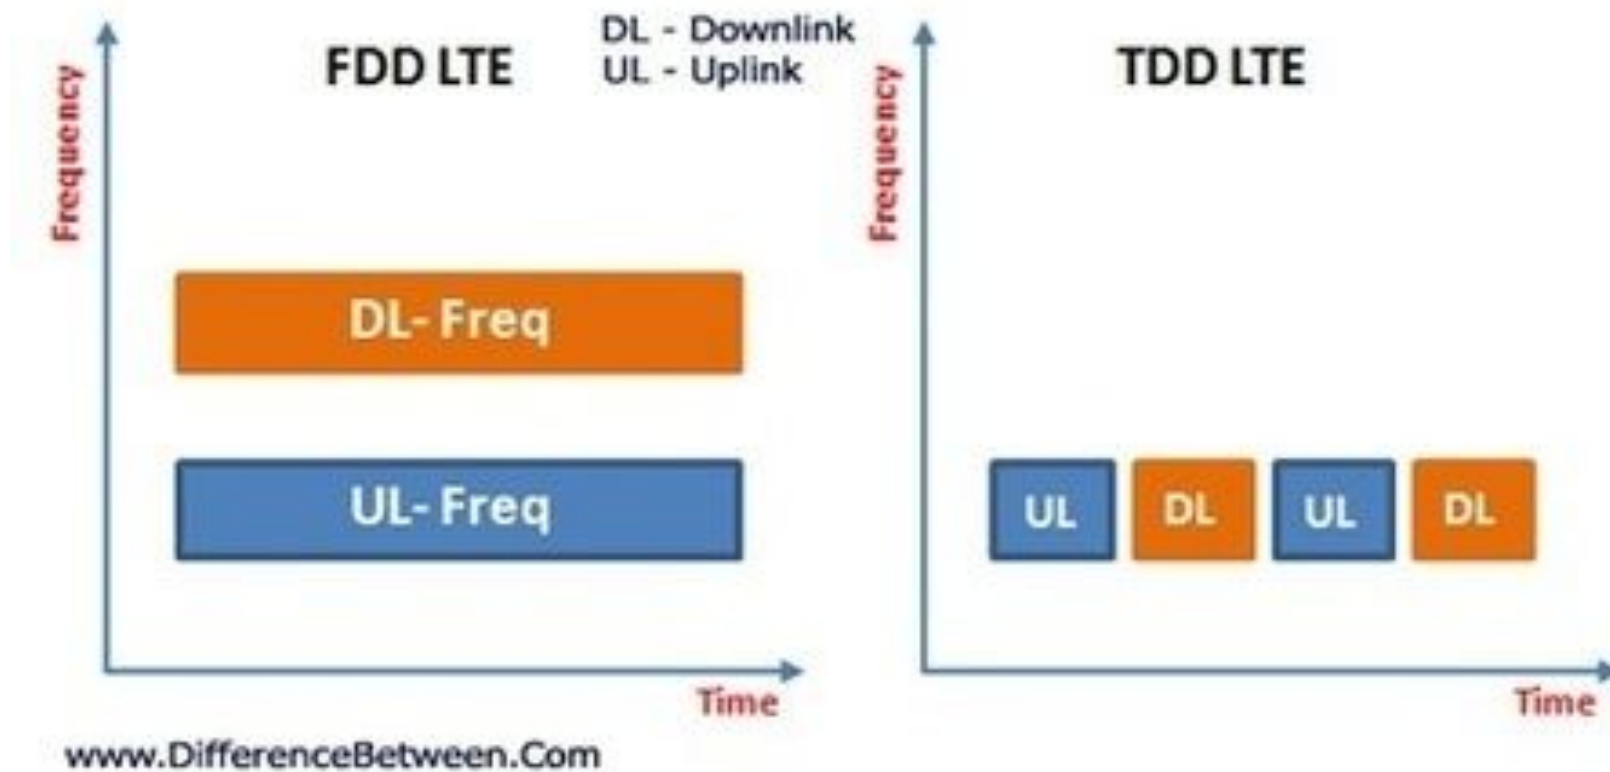 FDD LTE
DL - Downlink
UL - Uplink
Frequency
DL- Freq
UL- Freq
Time
TDD LTE
Frequency
UL DL UL DL
Time
www.DifferenceBetween.Com